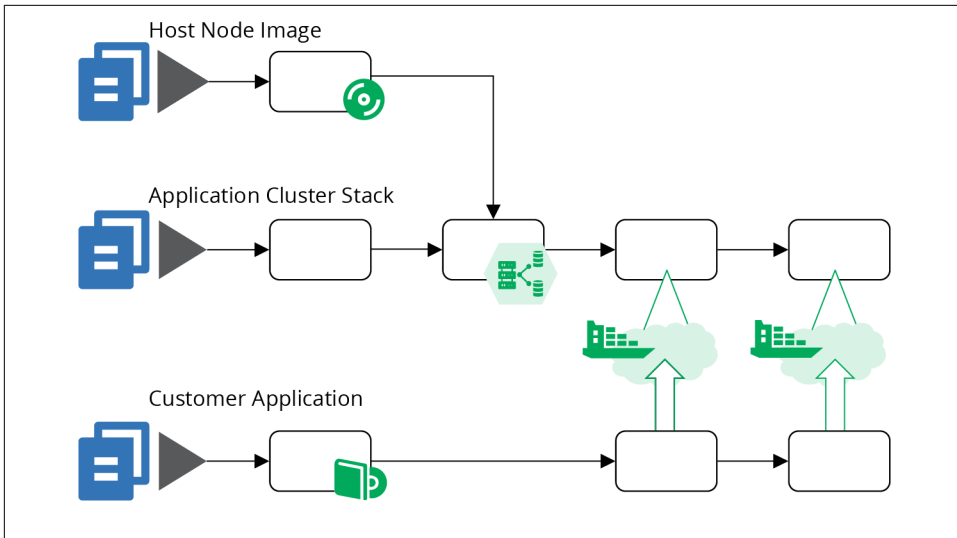 Host Node Image
Application Cluster Stack
Customer Application